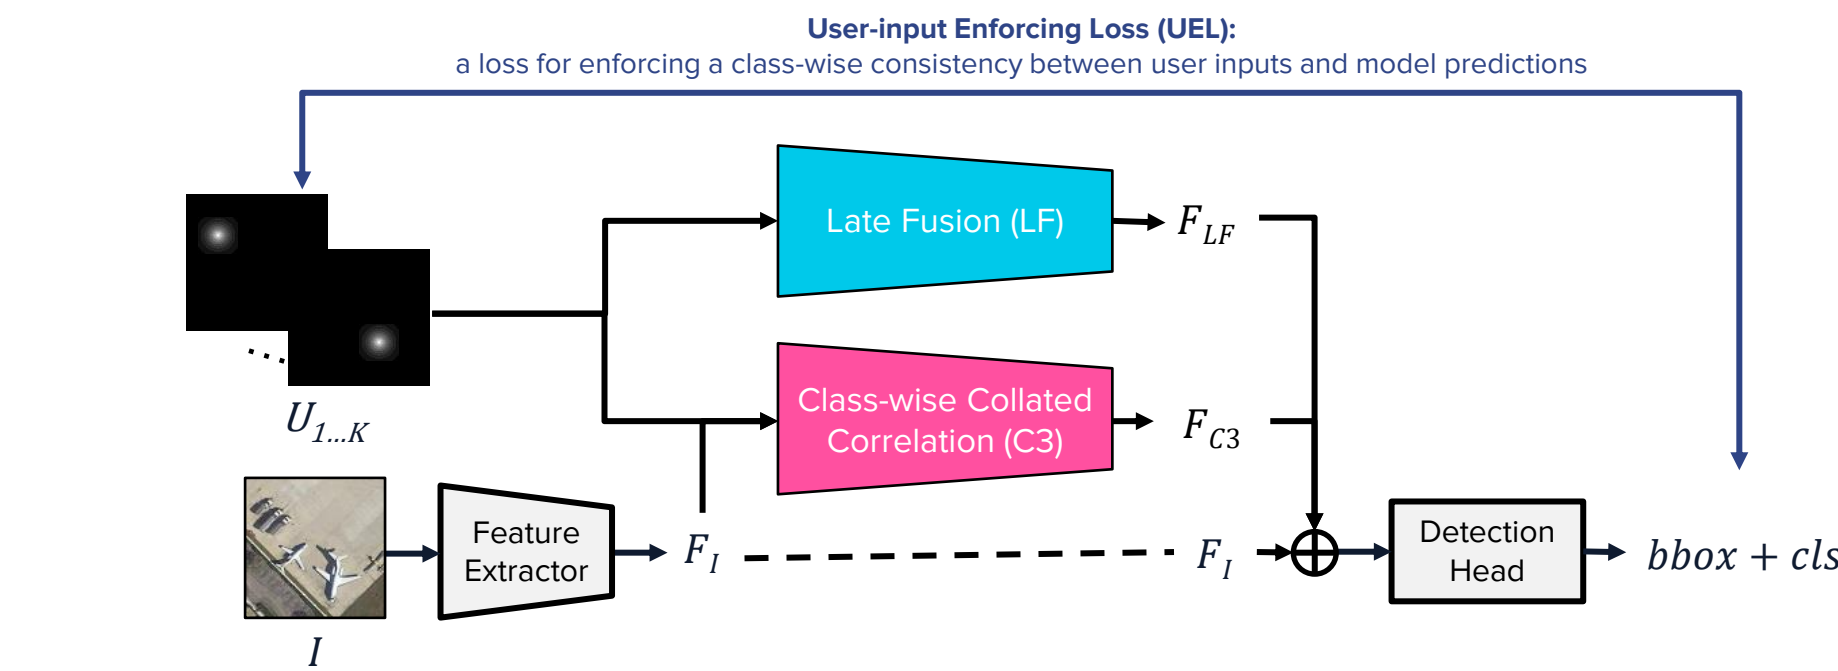 User-input Enforcing Loss (UEL):
a loss for enforcing a class-wise consistency between user inputs and model predictions
Late Fusion (LF)
F_LF
Class-wise Collated
Correlation (C3)
F_C3
U_1...K
Feature
Extractor
F_I
F_I
Detection
Head
bbox + cls
I